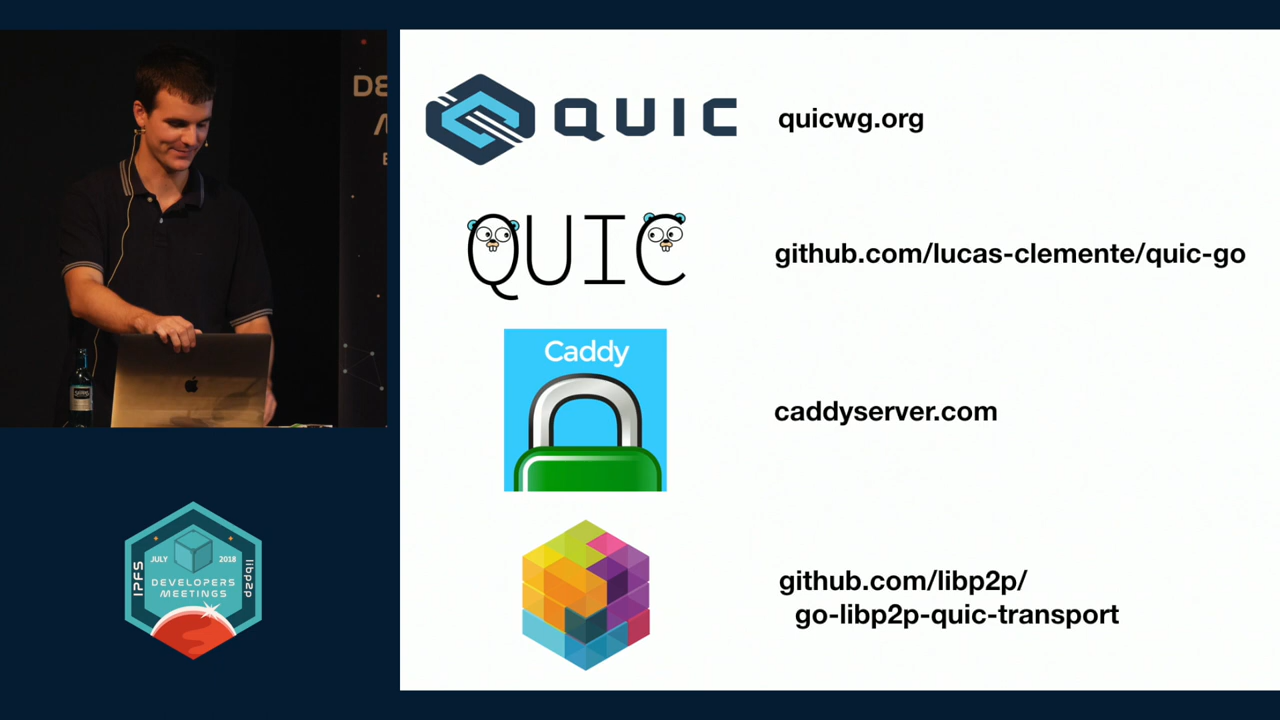 DE
QUIC
quicwg.org
QUIC
github.com/lucas-clemente/quic-go
Caddy
caddyserver.com
github.com/libp2p/
go-libp2p-quic-transport
JULY 2018
IPFS
libp2p
DEVELOPERS
MEETINGS